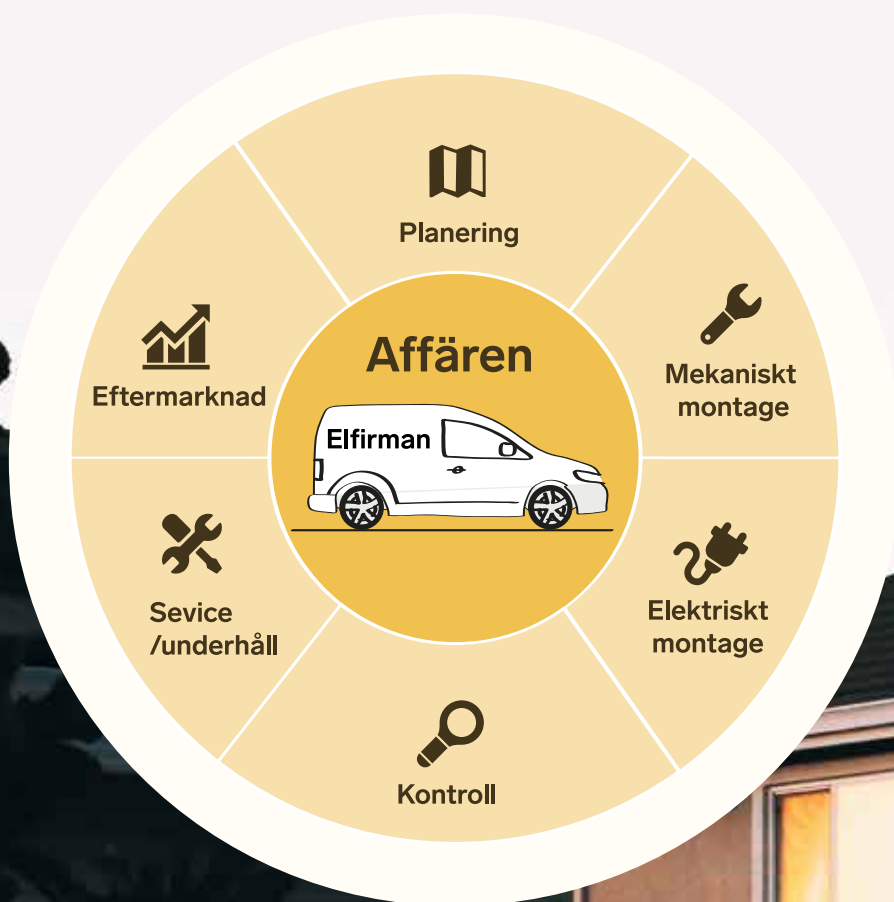 Planering
Mekaniskt
montage
Elektriskt
montage
Kontroll
Sevice
/underhåll
Eftermarknad
Affären
Elfirman